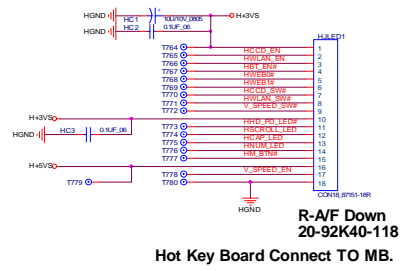 HGND HC1 10U/10V_0805 H+3VS
HGND HC2 0.1UF_06
HJLED1
T764 1
T765 HCCD_EN 2
T766 HWLAN_EN 3
T767 HBT_EN# 4
T768 HWEB0# 5
T769 HWEB1# 6
T770 HCCD_SW# 7
T771 HWLAN_SW# 8
T772 V_SPEED_SW# 9
H+3VS 10
T773 HHD_PD_LED# 11
HGND HC3 0.1UF_06 T774 HSCROLL_LED 12
T775 HCAP_LED 13
T776 HNUM_LED 14
T777 HM_BTN# 15
H+5VS 16
T779 T778 V_SPEED_EN 17
T780 18
CON18_87151-18R
HGND
R-A/F Down
20-92K40-118
Hot Key Board Connect TO MB.